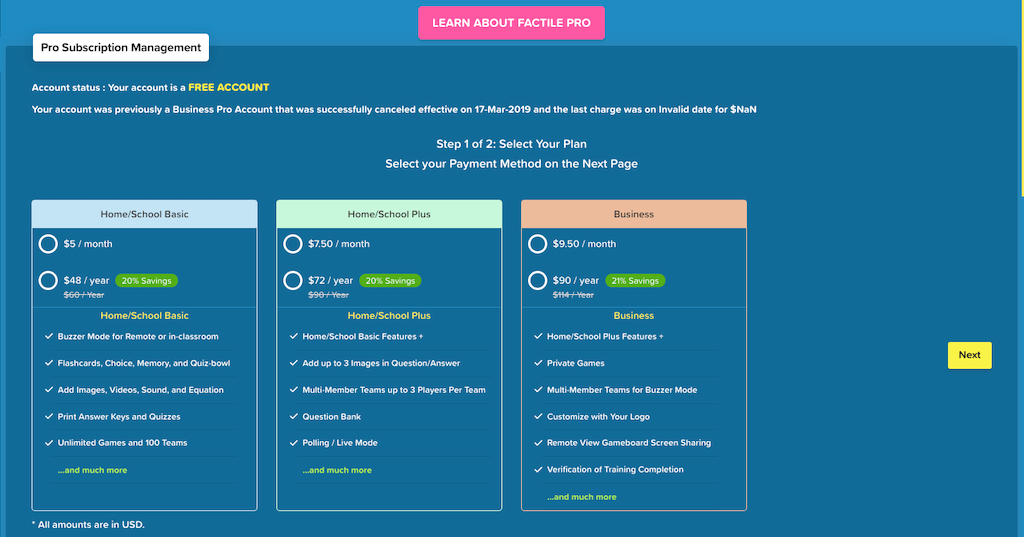 LEARN ABOUT FACTILE PRO
Pro Subscription Management
Account status : Your account is a FREE ACCOUNT
Your account was previously a Business Pro Account that was successfully canceled effective on 17-Mar-2019 and the last charge was on Invalid date for $NaN
Step 1 of 2: Select Your Plan
Select your Payment Method on the Next Page
Home/School Basic
$5 / month
$48 / year 20% Savings
$60 / Year
Home/School Basic
Buzzer Mode for Remote or in-classroom
Flashcards, Choice, Memory, and Quiz-bowl
Add Images, Videos, Sound, and Equation
Print Answer Keys and Quizzes
Unlimited Games and 100 Teams
...and much more
Home/School Plus
$7.50 / month
$72 / year 20% Savings
$90 / Year
Home/School Plus
Home/School Basic Features +
Add up to 3 Images in Question/Answer
Multi-Member Teams up to 3 Players Per Team
Question Bank
Polling / Live Mode
...and much more
Business
$9.50 / month
$90 / year 21% Savings
$114 / Year
Business
Home/School Plus Features +
Private Games
Multi-Member Teams for Buzzer Mode
Customize with Your Logo
Remote View Gameboard Screen Sharing
Verification of Training Completion
...and much more
Next
* All amounts are in USD.